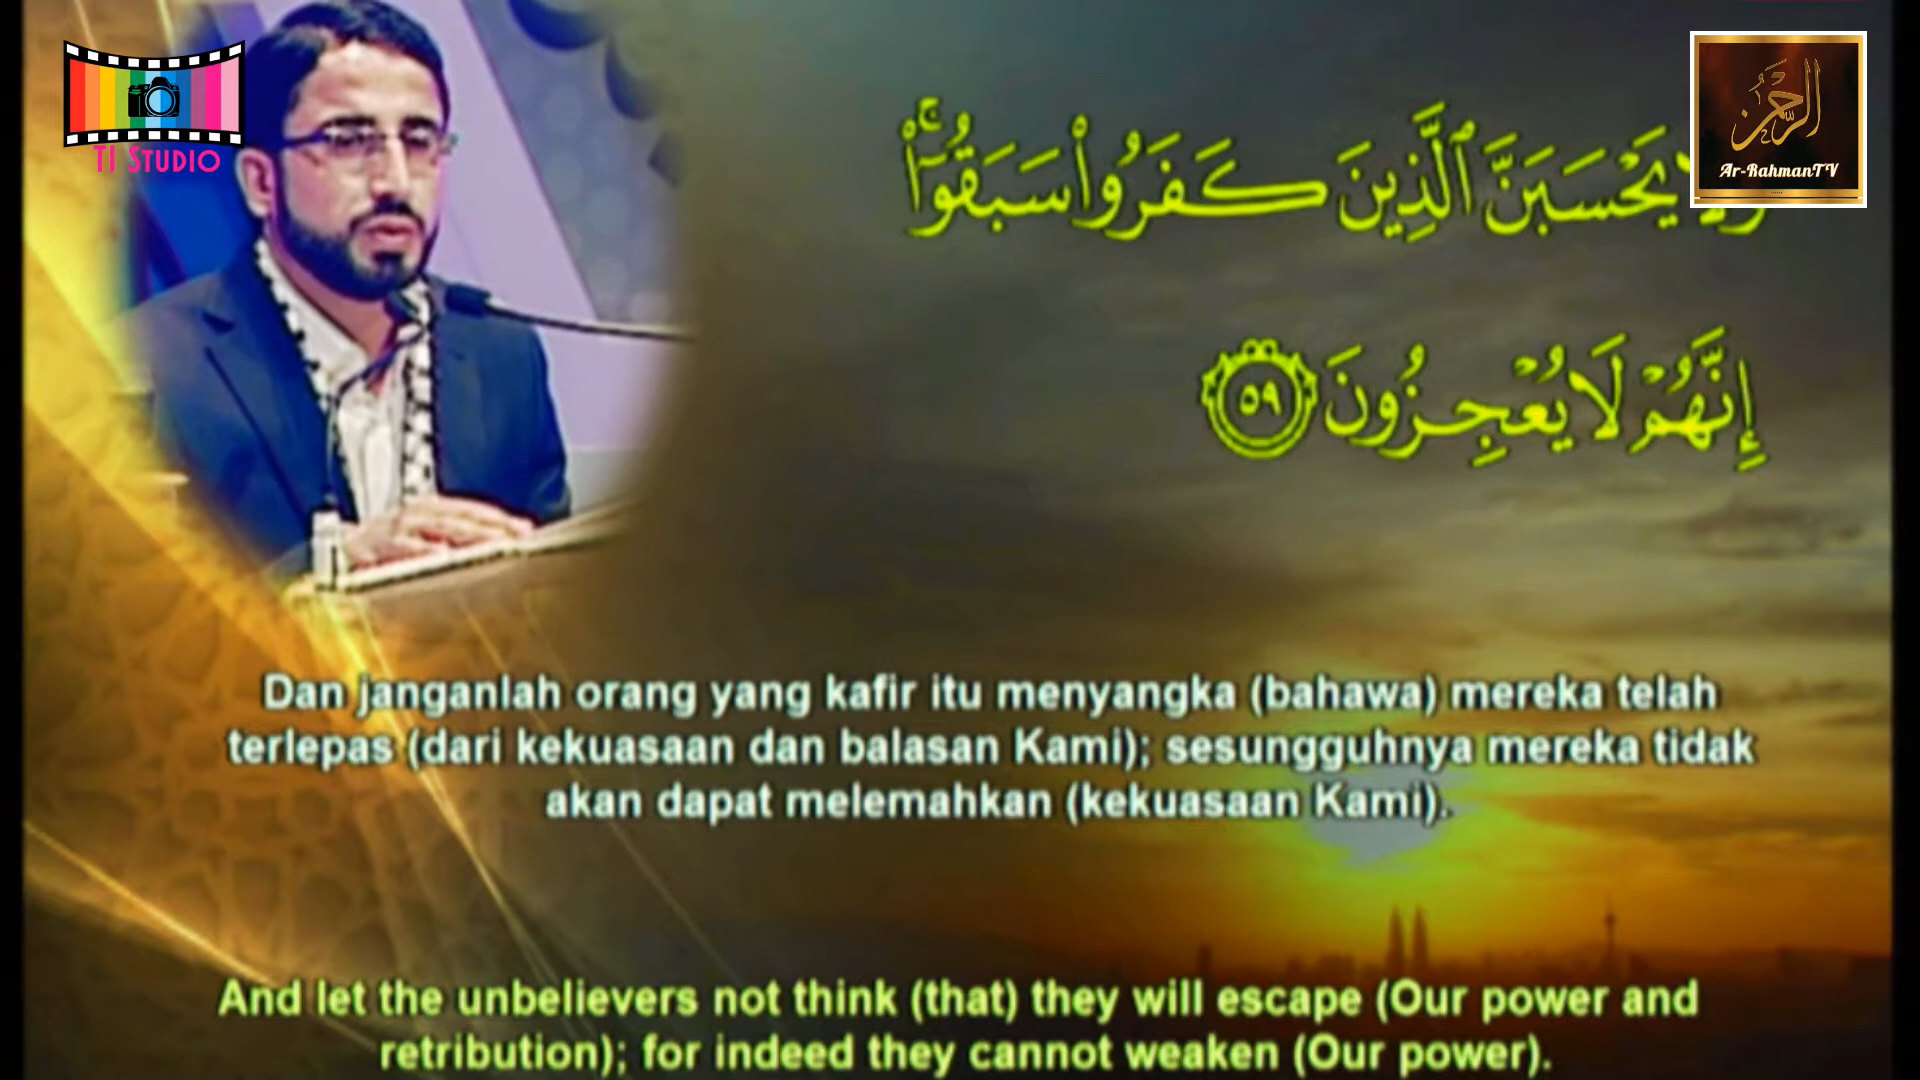 TI STUDIO
الرحمن
Ar-RahmanTV
يَحْسَبَنَّ ٱلَّذِينَ كَفَرُوا۟ سَبَقُوٓا۟ ۚ
إِنَّهُمْ لَا يُعْجِزُونَ ٥٩
Dan janganlah orang yang kafir itu menyangka (bahawa) mereka telah
terlepas (dari kekuasaan dan balasan Kami); sesungguhnya mereka tidak
akan dapat melemahkan (kekuasaan Kami).
And let the unbelievers not think (that) they will escape (Our power and
retribution); for indeed they cannot weaken (Our power).